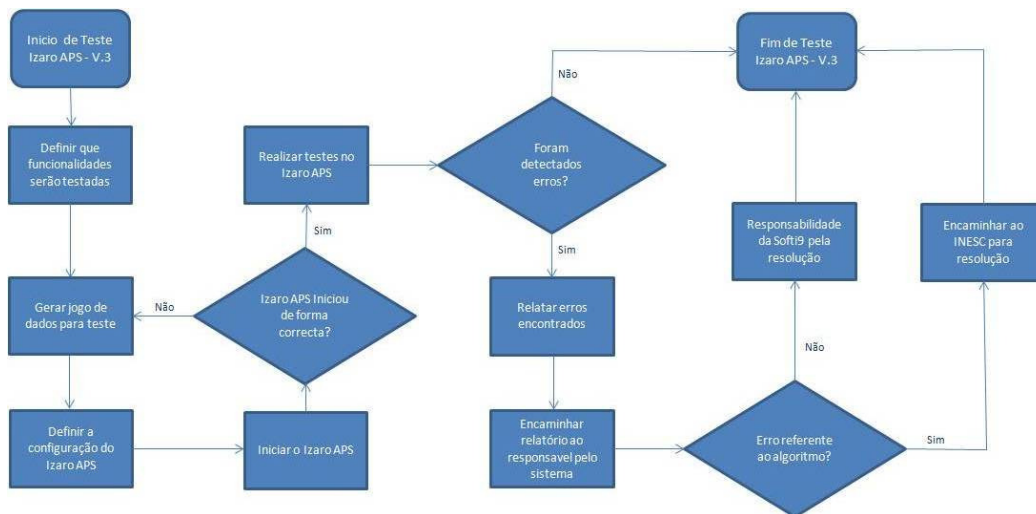 Inicio de Teste
Izaro APS - V.3
Definir que
funcionalidades
serão testadas
Gerar jogo de
dados para teste
Definir a
configuração do
Izaro APS
Iniciar o Izaro APS
Izaro APS Iniciou
de forma
correcta?
Não
Sim
Realizar testes no
Izaro APS
Foram
detectados
erros?
Não
Sim
Relatar erros
encontrados
Encaminhar
relatório ao
responsavel pelo
sistema
Erro referente
ao algoritmo?
Não
Sim
Responsabilidade
da Softi9 pela
resolução
Encaminhar ao
INESC para
resolução
Fim de Teste
Izaro APS - V.3